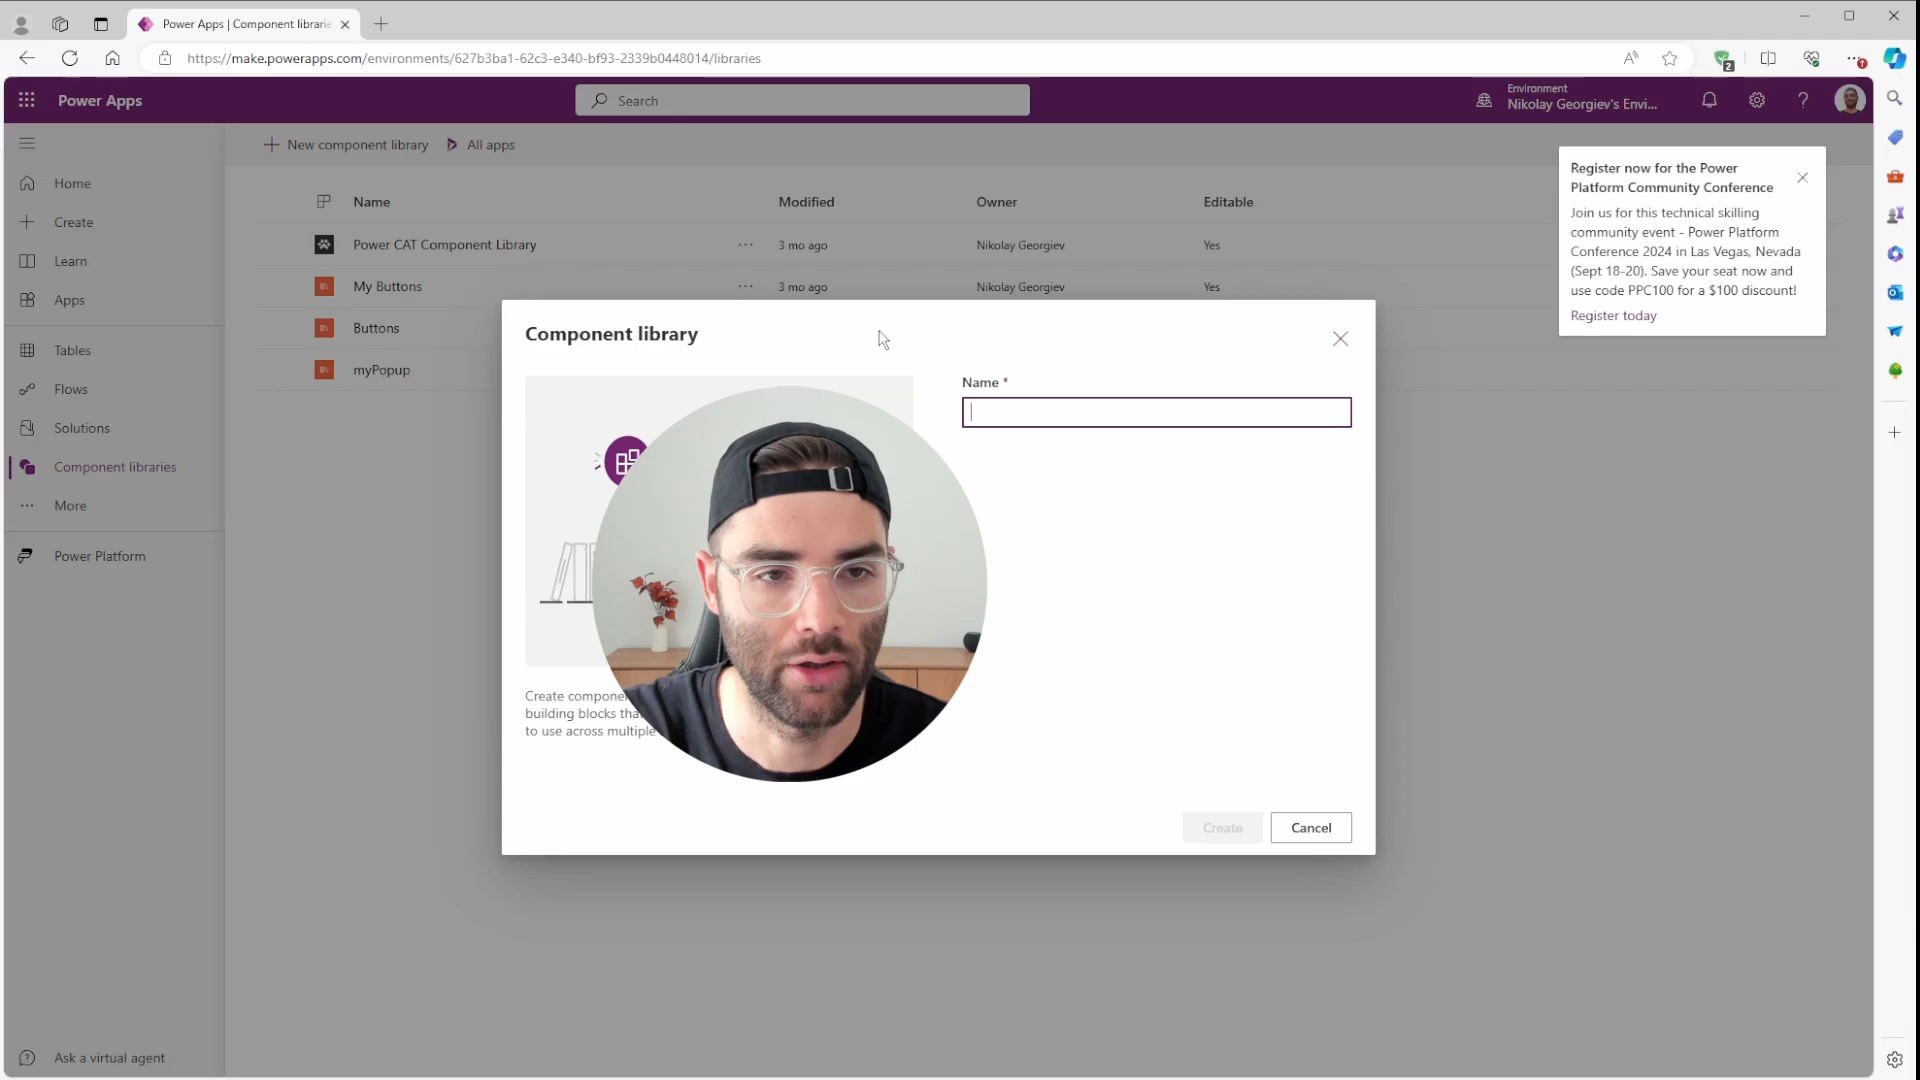 Power Apps | Component librarie
https://make.powerapps.com/environments/627b3ba1-62c3-e340-bf93-2339b0448014/libraries
2
Power Apps
Search
Environment
Nikolay Georgiev's Envi...
New component library
All apps
Home
Create
Learn
Apps
Tables
Flows
Solutions
Component libraries
More
Power Platform
Ask a virtual agent
Name
Modified
Owner
Editable
Power CAT Component Library
3 mo ago
Nikolay Georgiev
Yes
My Buttons
3 mo ago
Nikolay Georgiev
Yes
Buttons
myPopup
Register now for the Power
Platform Community Conference
Join us for this technical skilling
community event - Power Platform
Conference 2024 in Las Vegas, Nevada
(Sept 18-20). Save your seat now and
use code PPC100 for a $100 discount!
Register today
Component library
Name *
Create
building blocks
to use across multiple
Create
Cancel